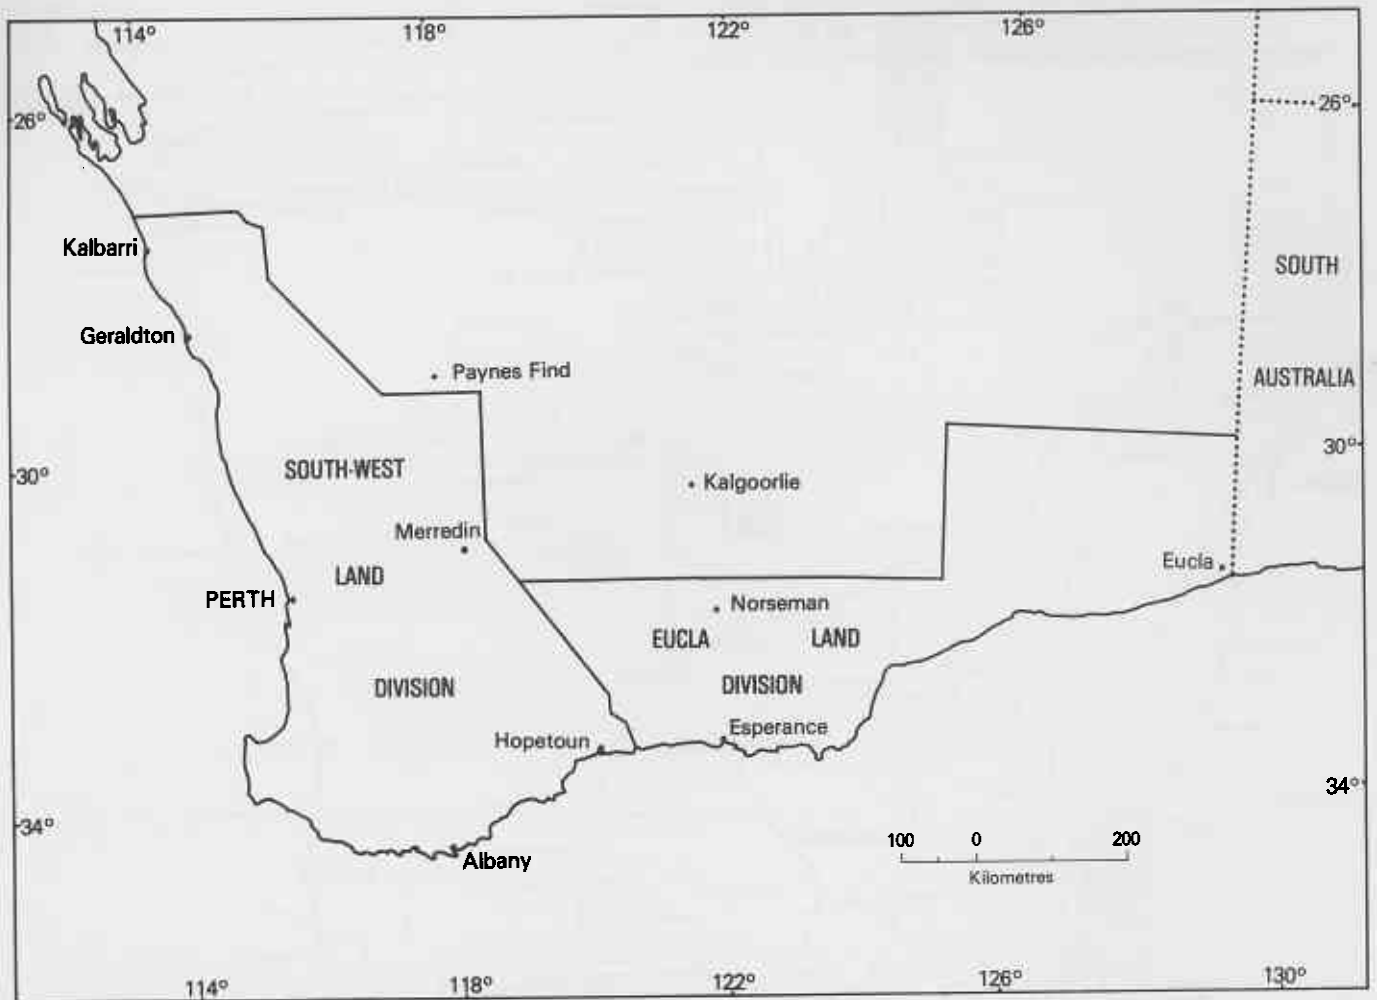 114° 118° 122° 126°
26° 26°
Kalbarri
SOUTH
Geraldton
Paynes Find
AUSTRALIA
30°
SOUTH-WEST
30°
Kalgoorlie
Merredin
Eucla
LAND
PERTH
Norseman
EUCLA LAND
DIVISION
DIVISION
Esperance
Hopetoun
34°
34°
100 0 200
Albany
Kilometres
114° 118° 122° 126° 130°